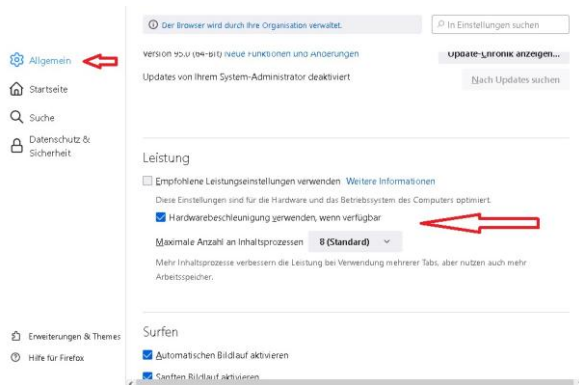 Der Browser wird durch Ihre Organisation verwaltet.
In Einstellungen suchen
Version 95.0 (64-Bit) Neue Funktionen und Änderungen
Update-Chronik anzeigen...
Updates von Ihrem System-Administrator deaktiviert
Nach Updates suchen
Allgemein
Startseite
Suche
Datenschutz &
Sicherheit
Leistung
Empfohlene Leistungseinstellungen verwenden Weitere Informationen
Diese Einstellungen sind für die Hardware und das Betriebssystem des Computers optimiert.
Hardwarebeschleunigung verwenden, wenn verfügbar
Maximale Anzahl an Inhaltsprozessen 8 (Standard)
Mehr Inhaltsprozesse verbessern die Leistung bei Verwendung mehrerer Tabs, aber nutzen auch mehr
Arbeitsspeicher.
Surfen
Automatischen Bildlauf aktivieren
Sanften Bildlauf aktivieren
Erweiterungen & Themes
Hilfe für Firefox